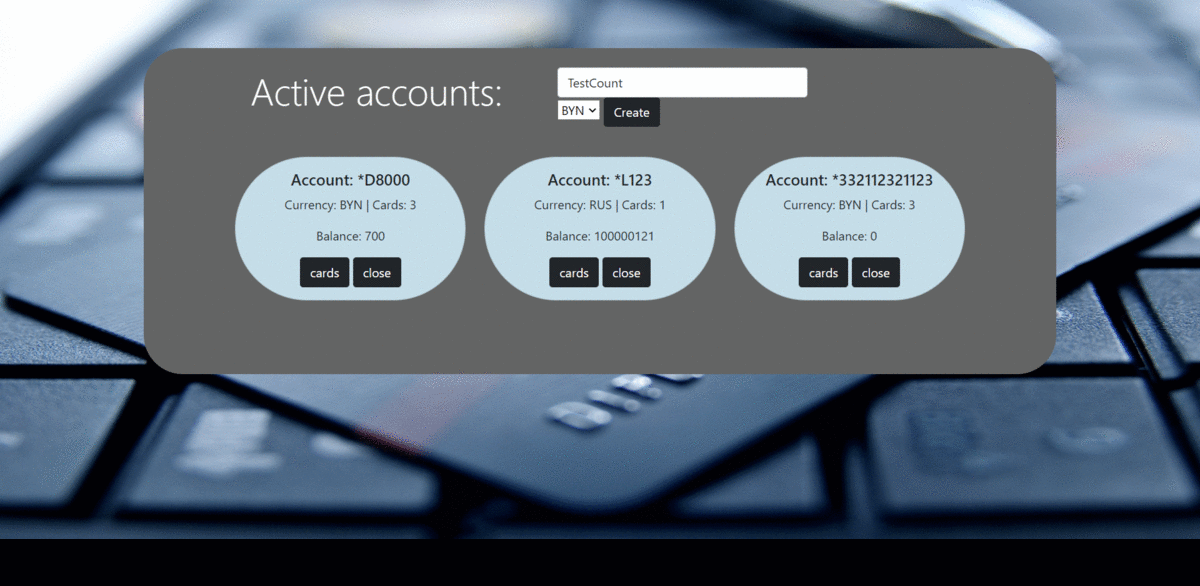 Active accounts:
TestCount
BYN
Create
Account: *D8000
Currency: BYN | Cards: 3
Balance: 700
cards
close
Account: *L123
Currency: RUS | Cards: 1
Balance: 100000121
cards
close
Account: *332112321123
Currency: BYN | Cards: 3
Balance: 0
cards
close